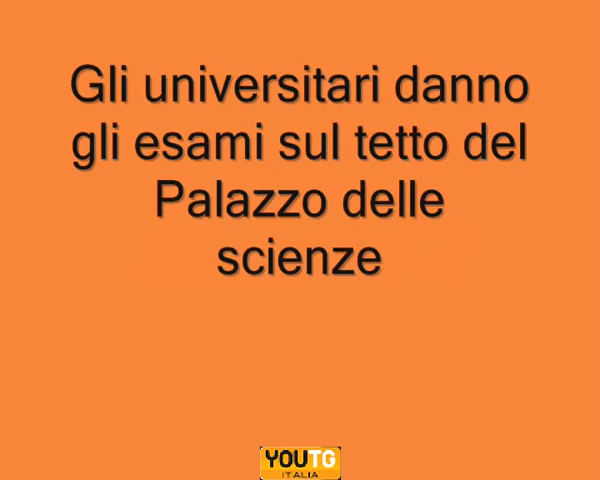 Gli universitari danno
gli esami sul tetto del
Palazzo delle
scienze
YOUTG
ITALIA